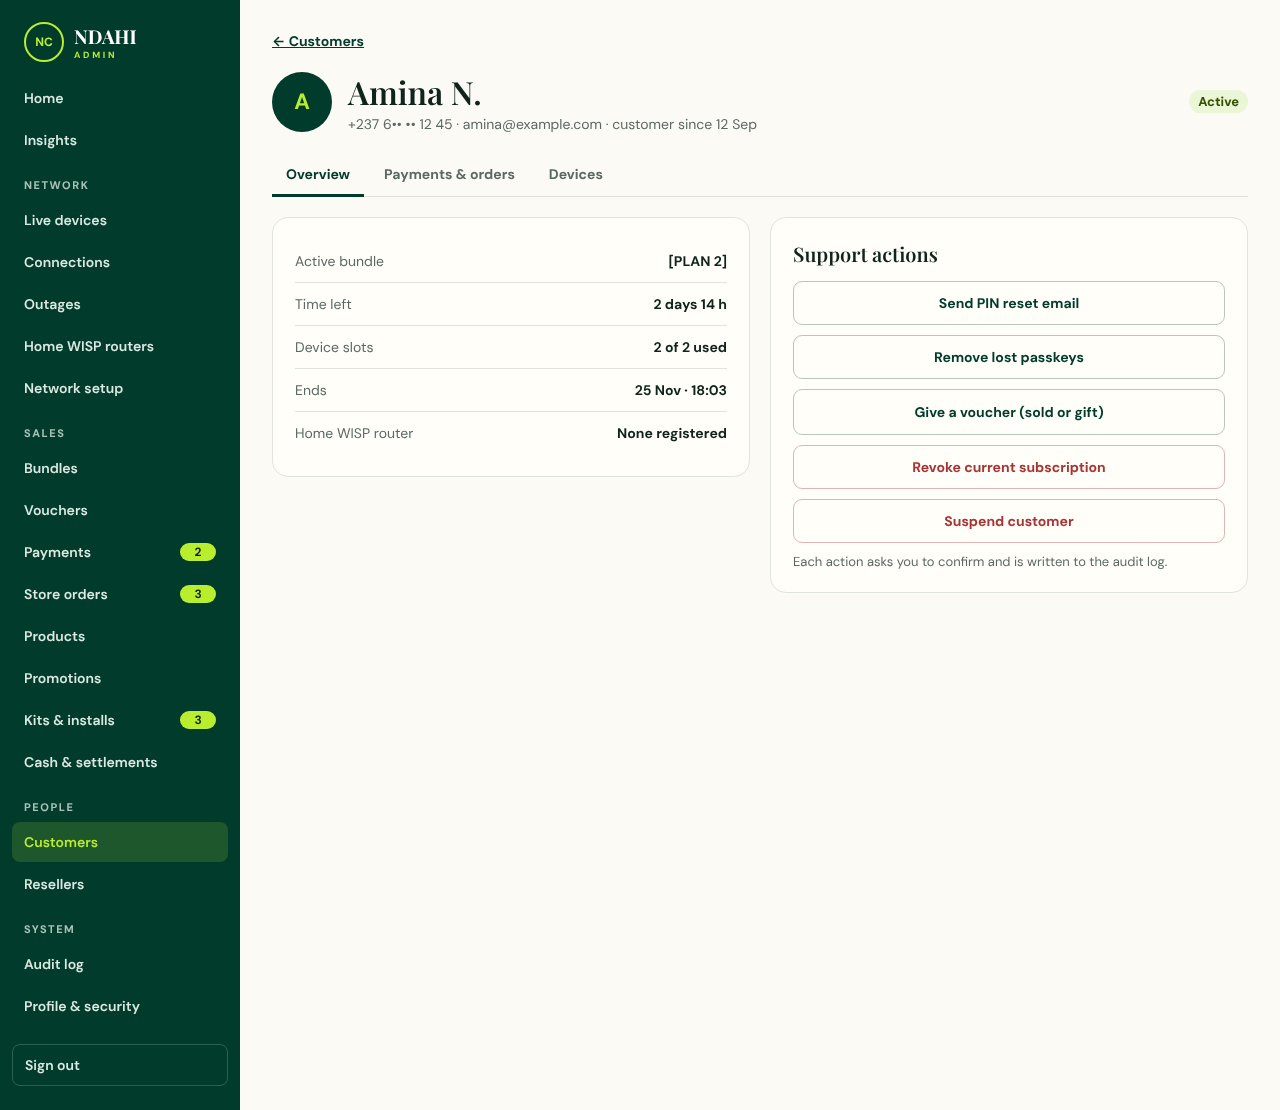 NC
NDAHI
ADMIN
Home
Insights
NETWORK
Live devices
Connections
Outages
Home WISP routers
Network setup
SALES
Bundles
Vouchers
Payments 2
Store orders 3
Products
Promotions
Kits & installs 3
Cash & settlements
PEOPLE
Customers
Resellers
SYSTEM
Audit log
Profile & security
Sign out
← Customers
A
Amina N.
+237 6•• •• 12 45 · amina@example.com · customer since 12 Sep
Active
Overview Payments & orders Devices
Active bundle [PLAN 2]
Time left 2 days 14 h
Device slots 2 of 2 used
Ends 25 Nov · 18:03
Home WISP router None registered
Support actions
Send PIN reset email
Remove lost passkeys
Give a voucher (sold or gift)
Revoke current subscription
Suspend customer
Each action asks you to confirm and is written to the audit log.